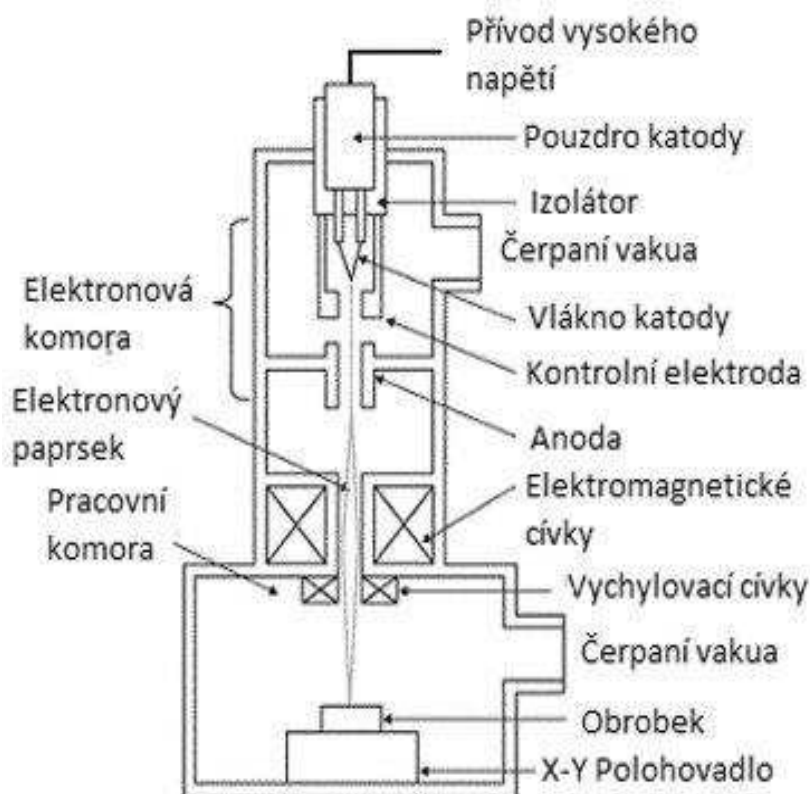 Přívod vysokého
napětí
Pouzdro katody
Izolátor
Čerpaní vakua
Vlákno katody
Kontrolní elektroda
Anoda
Elektromagnetické
cívky
Vychylovací cívky
Čerpaní vakua
Obrobek
X-Y Polohovadlo
Elektronová
komora
Elektronový
paprsek
Pracovní
komora